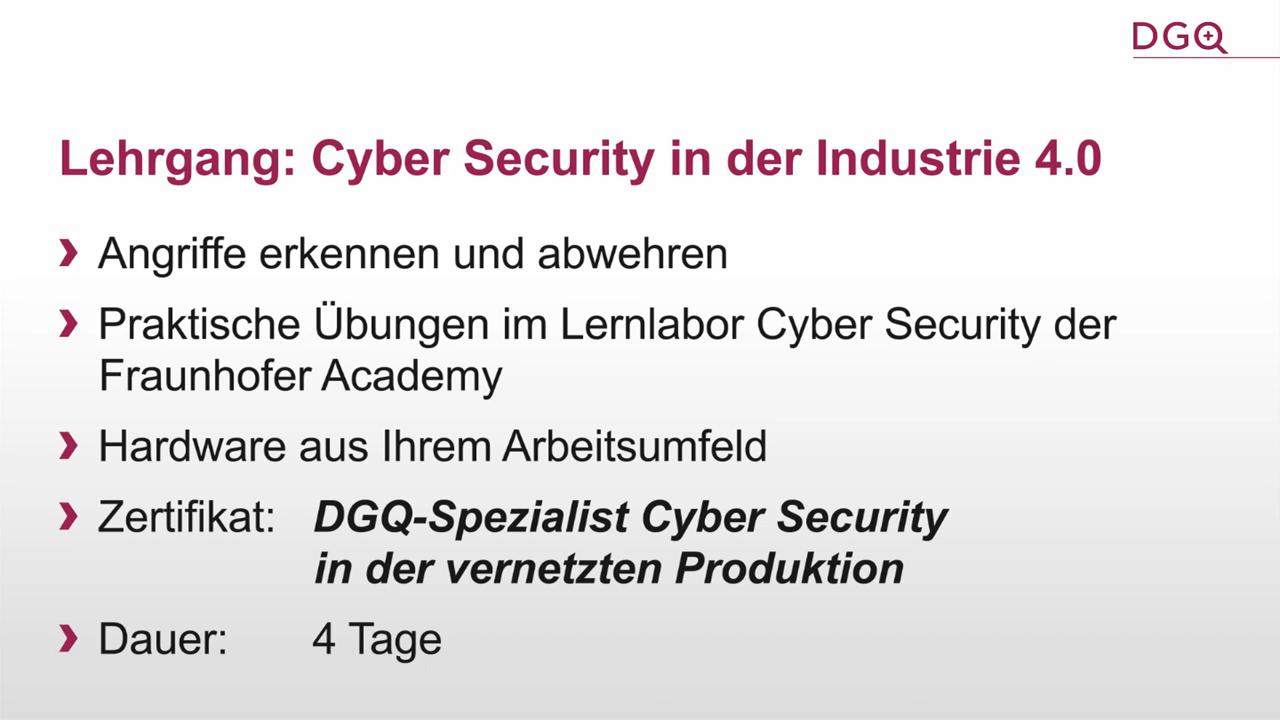 DGQ
Lehrgang: Cyber Security in der Industrie 4.0
❯ Angriffe erkennen und abwehren
❯ Praktische Übungen im Lernlabor Cyber Security der
Fraunhofer Academy
❯ Hardware aus Ihrem Arbeitsumfeld
❯ Zertifikat: DGQ-Spezialist Cyber Security
in der vernetzten Produktion
❯ Dauer: 4 Tage